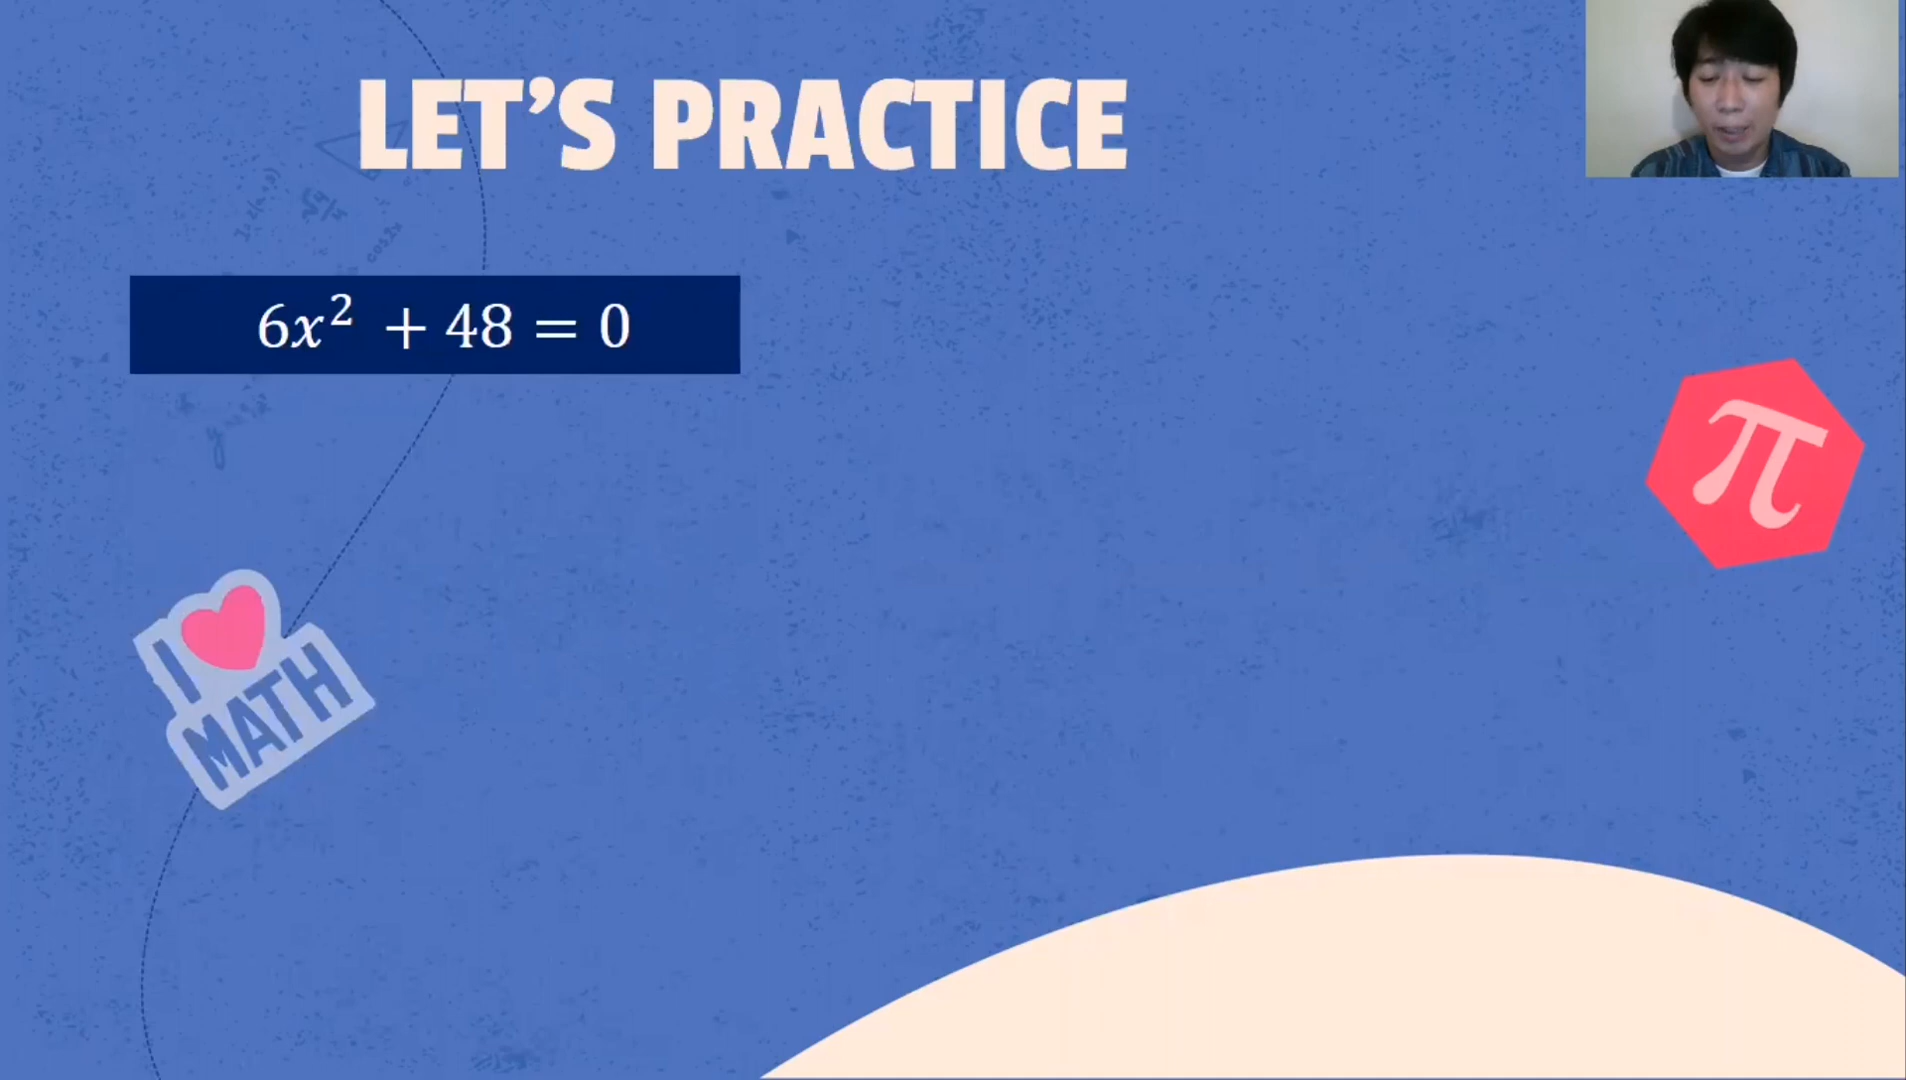 LET'S PRACTICE
6x² + 48 = 0
π
I
MATH